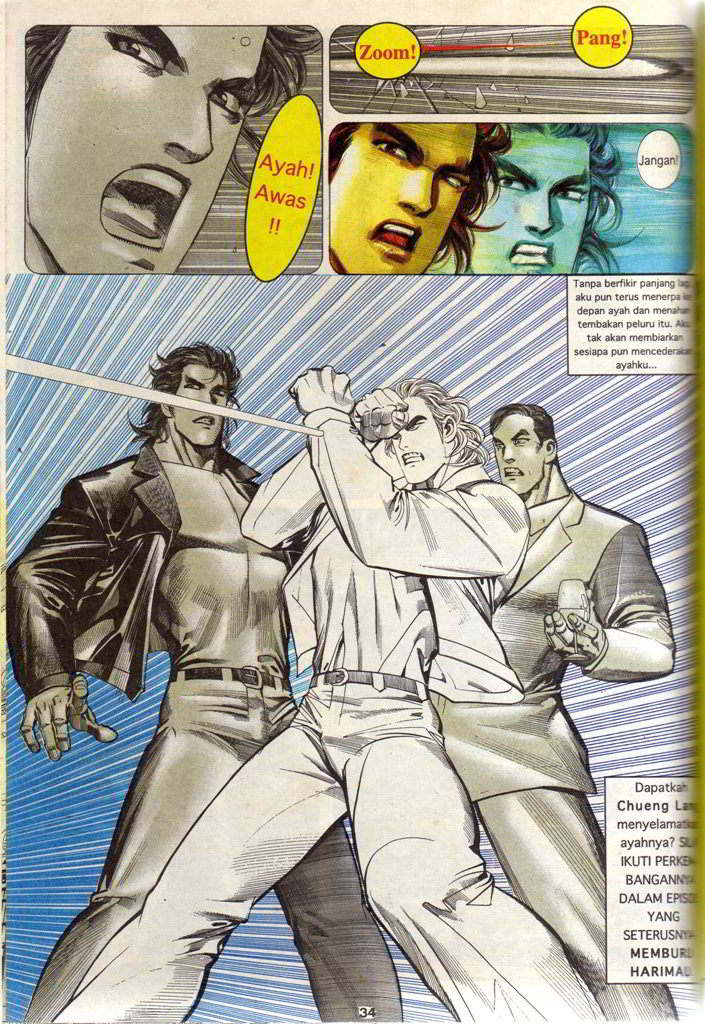 Ayah!
Awas
!!
Zoom!
Pang!
Jangan!
Tanpa berfikir panjang
aku pun terus menerpa
depan ayah dan menahan
tembakan peluru itu.
tak akan membiarkan
sesiapa pun mencederakan
ayahku...
Dapatkah
Chueng
menyelamatkan
ayahnya?
IKUTI
DALAM
YANG
SETERUSNYA
MEMBURU
HARIMAU
34